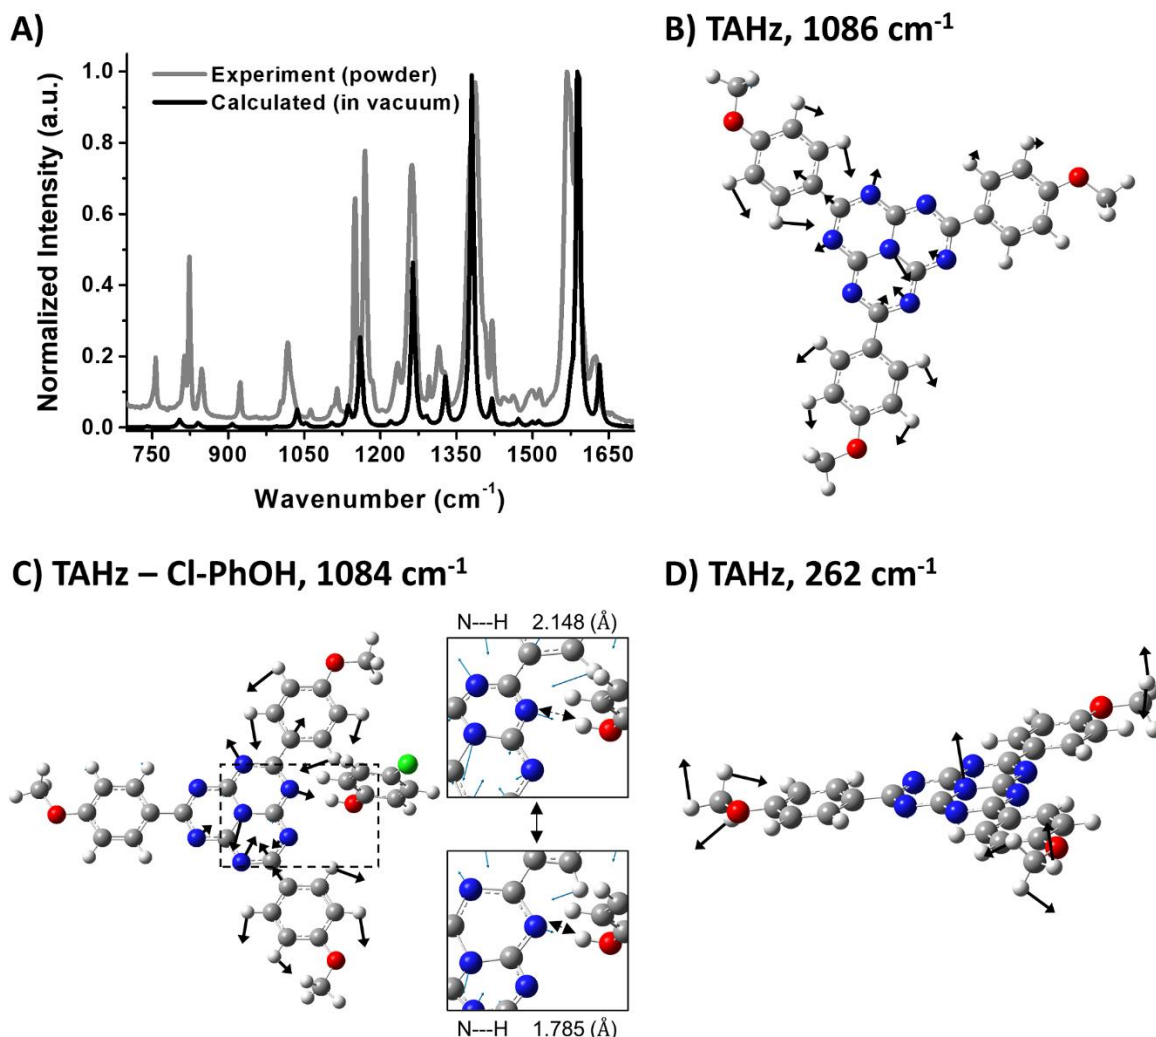 A)
Normalized Intensity (a.u.)
1.0
0.8
0.6
0.4
0.2
0.0
Experiment (powder)
Calculated (in vacuum)
750 900 1050 1200 1350 1500 1650
Wavenumber (cm⁻¹)
B) TAHz, 1086 cm⁻¹
C) TAHz – Cl-PhOH, 1084 cm⁻¹
N---H 2.148 (Å)
N---H 1.785 (Å)
D) TAHz, 262 cm⁻¹